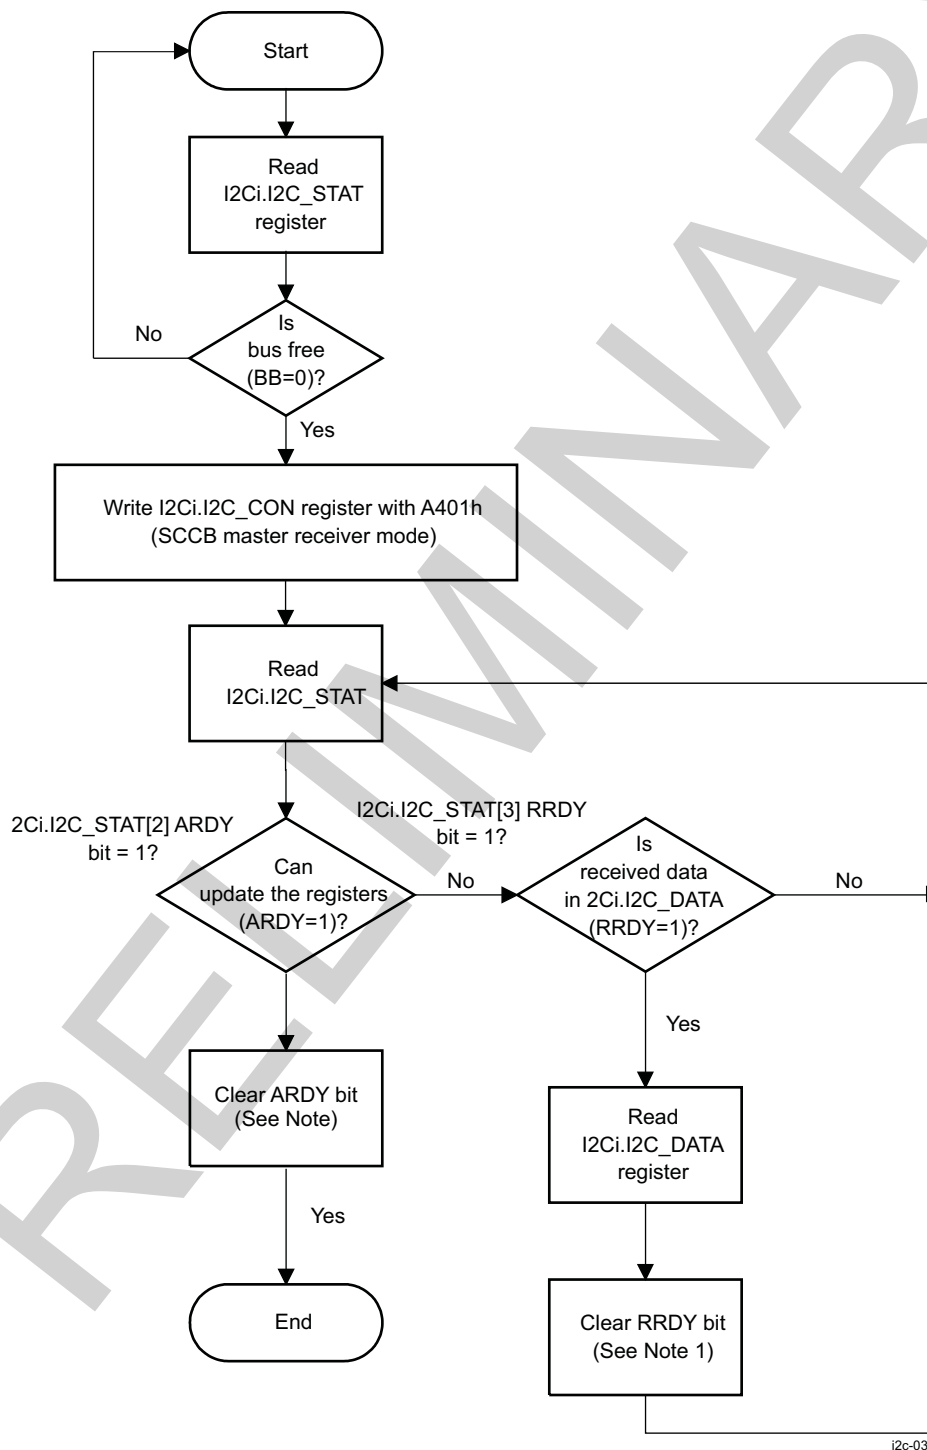 Start
Read
I2Ci.I2C_STAT
register
Is
bus free
(BB=0)?
No
Yes
Write I2Ci.I2C_CON register with A401h
(SCCB master receiver mode)
Read
I2Ci.I2C_STAT
2Ci.I2C_STAT[2] ARDY
bit = 1?
I2Ci.I2C_STAT[3] RRDY
bit = 1?
Can
update the registers
(ARDY=1)?
No
Is
received data
in 2Ci.I2C_DATA
(RRDY=1)?
No
Yes
Clear ARDY bit
(See Note)
Read
I2Ci.I2C_DATA
register
Yes
End
Clear RRDY bit
(See Note 1)
i2c-03
RELIMINAR